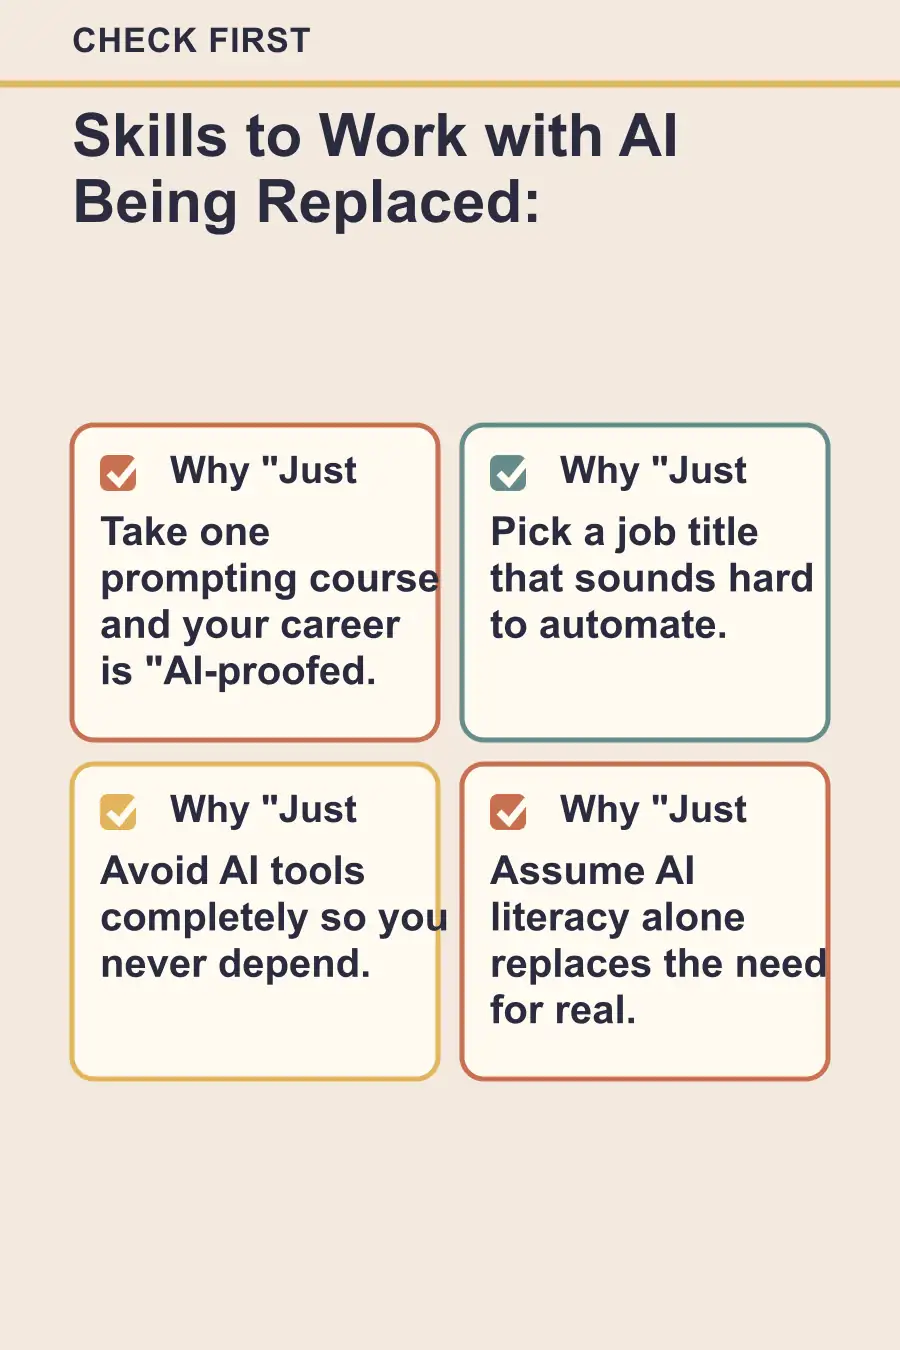 CHECK FIRST
Skills to Work with AI
Being Replaced:
Why "Just
Take one
prompting course
and your career
is "AI-proofed.
Why "Just
Pick a job title
that sounds hard
to automate.
Why "Just
Avoid AI tools
completely so you
never depend.
Why "Just
Assume AI
literacy alone
replaces the need
for real.